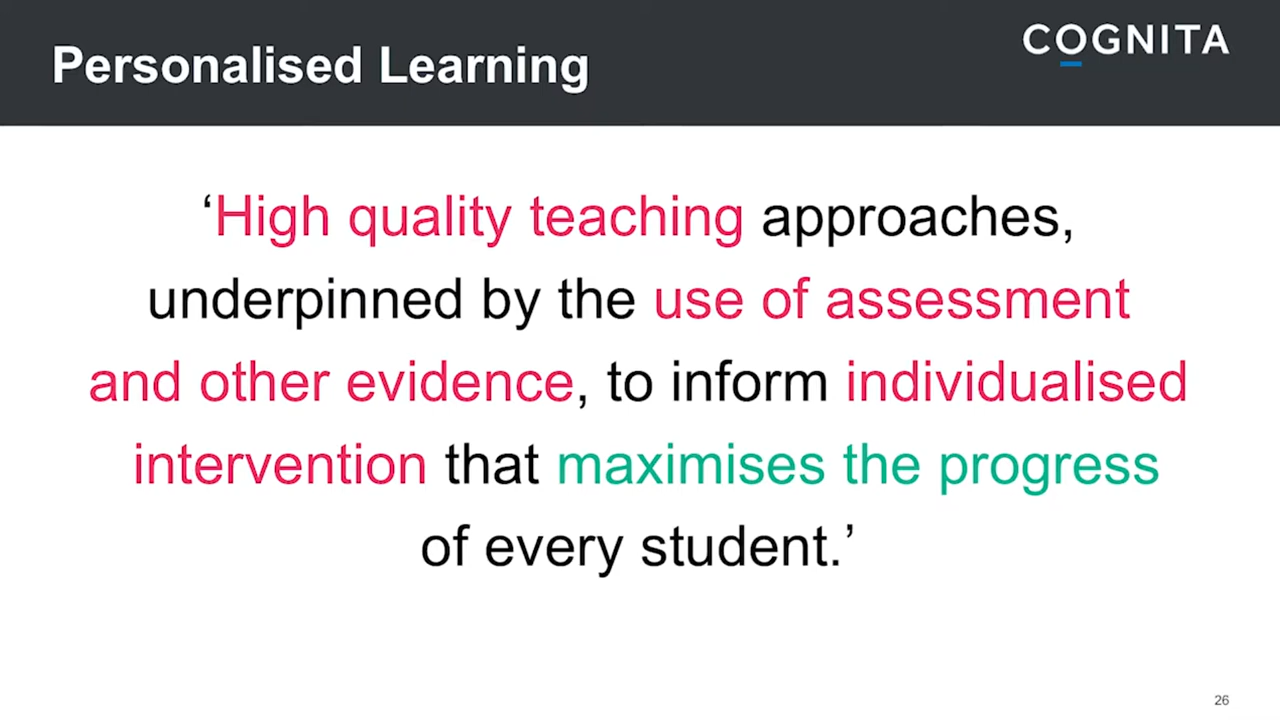 Personalised Learning
COGNITA
‘High quality teaching approaches,
underpinned by the use of assessment
and other evidence, to inform individualised
intervention that maximises the progress
of every student.’
26